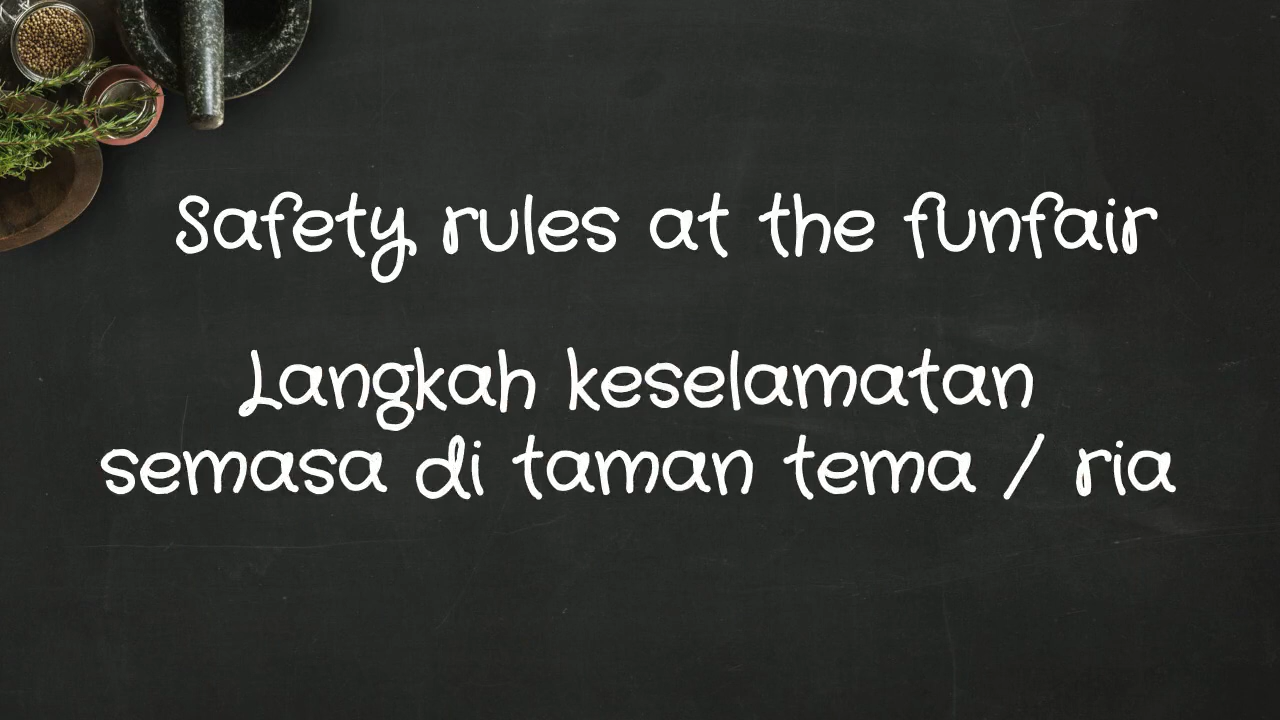 Safety rules at the funfair
Langkah keselamatan
semasa di taman tema / ria